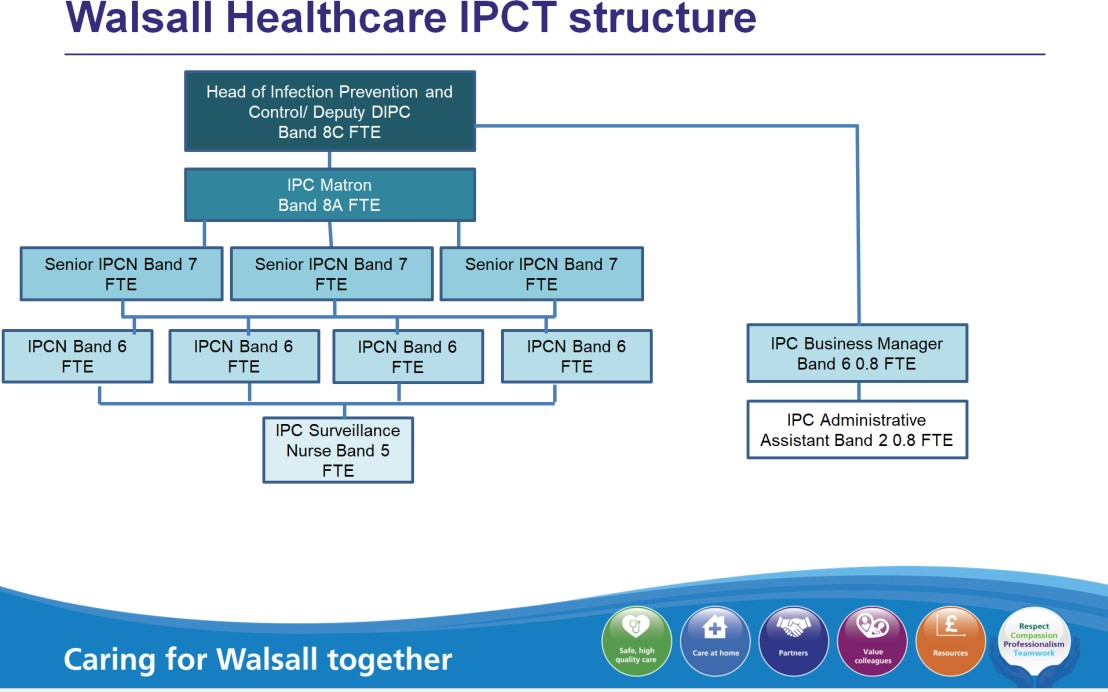 Walsall Healthcare IPCT structure
Head of Infection Prevention and
Control/ Deputy DIPC
Band 8C FTE
IPC Matron
Band 8A FTE
Senior IPCN Band 7
FTE
Senior IPCN Band 7
FTE
Senior IPCN Band 7
FTE
IPCN Band 6
FTE
IPCN Band 6
FTE
IPCN Band 6
FTE
IPCN Band 6
FTE
IPC Business Manager
Band 6 0.8 FTE
IPC Administrative
Assistant Band 2 0.8 FTE
IPC Surveillance
Nurse Band 5
FTE
Caring for Walsall together
Safe, high
quality care
Care at home
Partners
Value
colleagues
£
Resources
Respect
Compassion
Professionalism
Teamwork